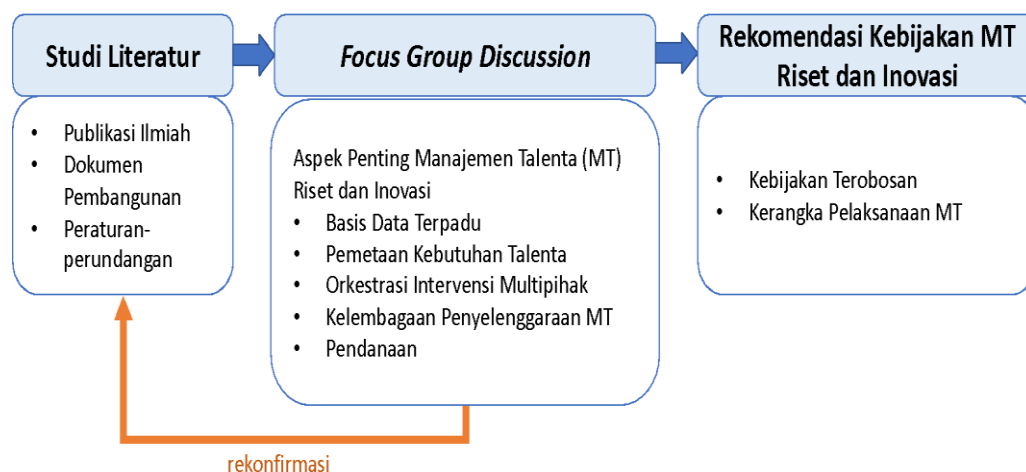 Studi Literatur
• Publikasi Ilmiah
• Dokumen
Pembangunan
• Peraturan-
perundangan
Focus Group Discussion
Aspek Penting Manajemen Talenta (MT)
Riset dan Inovasi
• Basis Data Terpadu
• Pemetaan Kebutuhan Talenta
• Orkestrasi Intervensi Multipihak
• Kelembagaan Penyelenggaraan MT
• Pendanaan
Rekomendasi Kebijakan MT
Riset dan Inovasi
• Kebijakan Terobosan
• Kerangka Pelaksanaan MT
rekonfirmasi